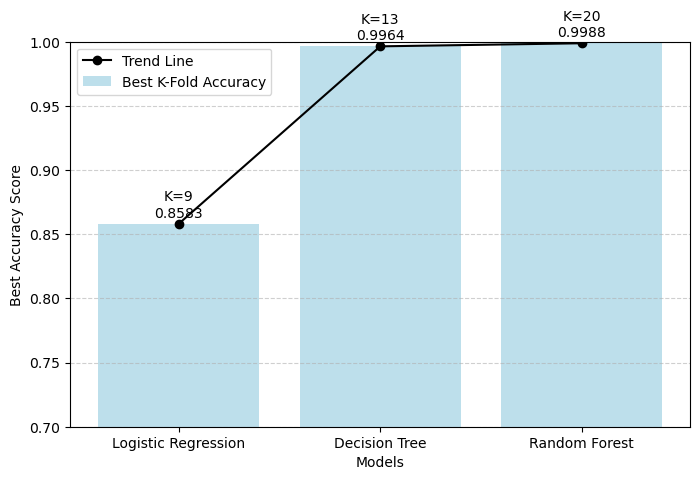 K=13
0.9964
K=20
0.9988
1.00
Trend Line
Best K-Fold Accuracy
0.95
0.90
K=9
0.8583
0.85
0.80
0.75
0.70
Best Accuracy Score
Logistic Regression
Decision Tree
Random Forest
Models